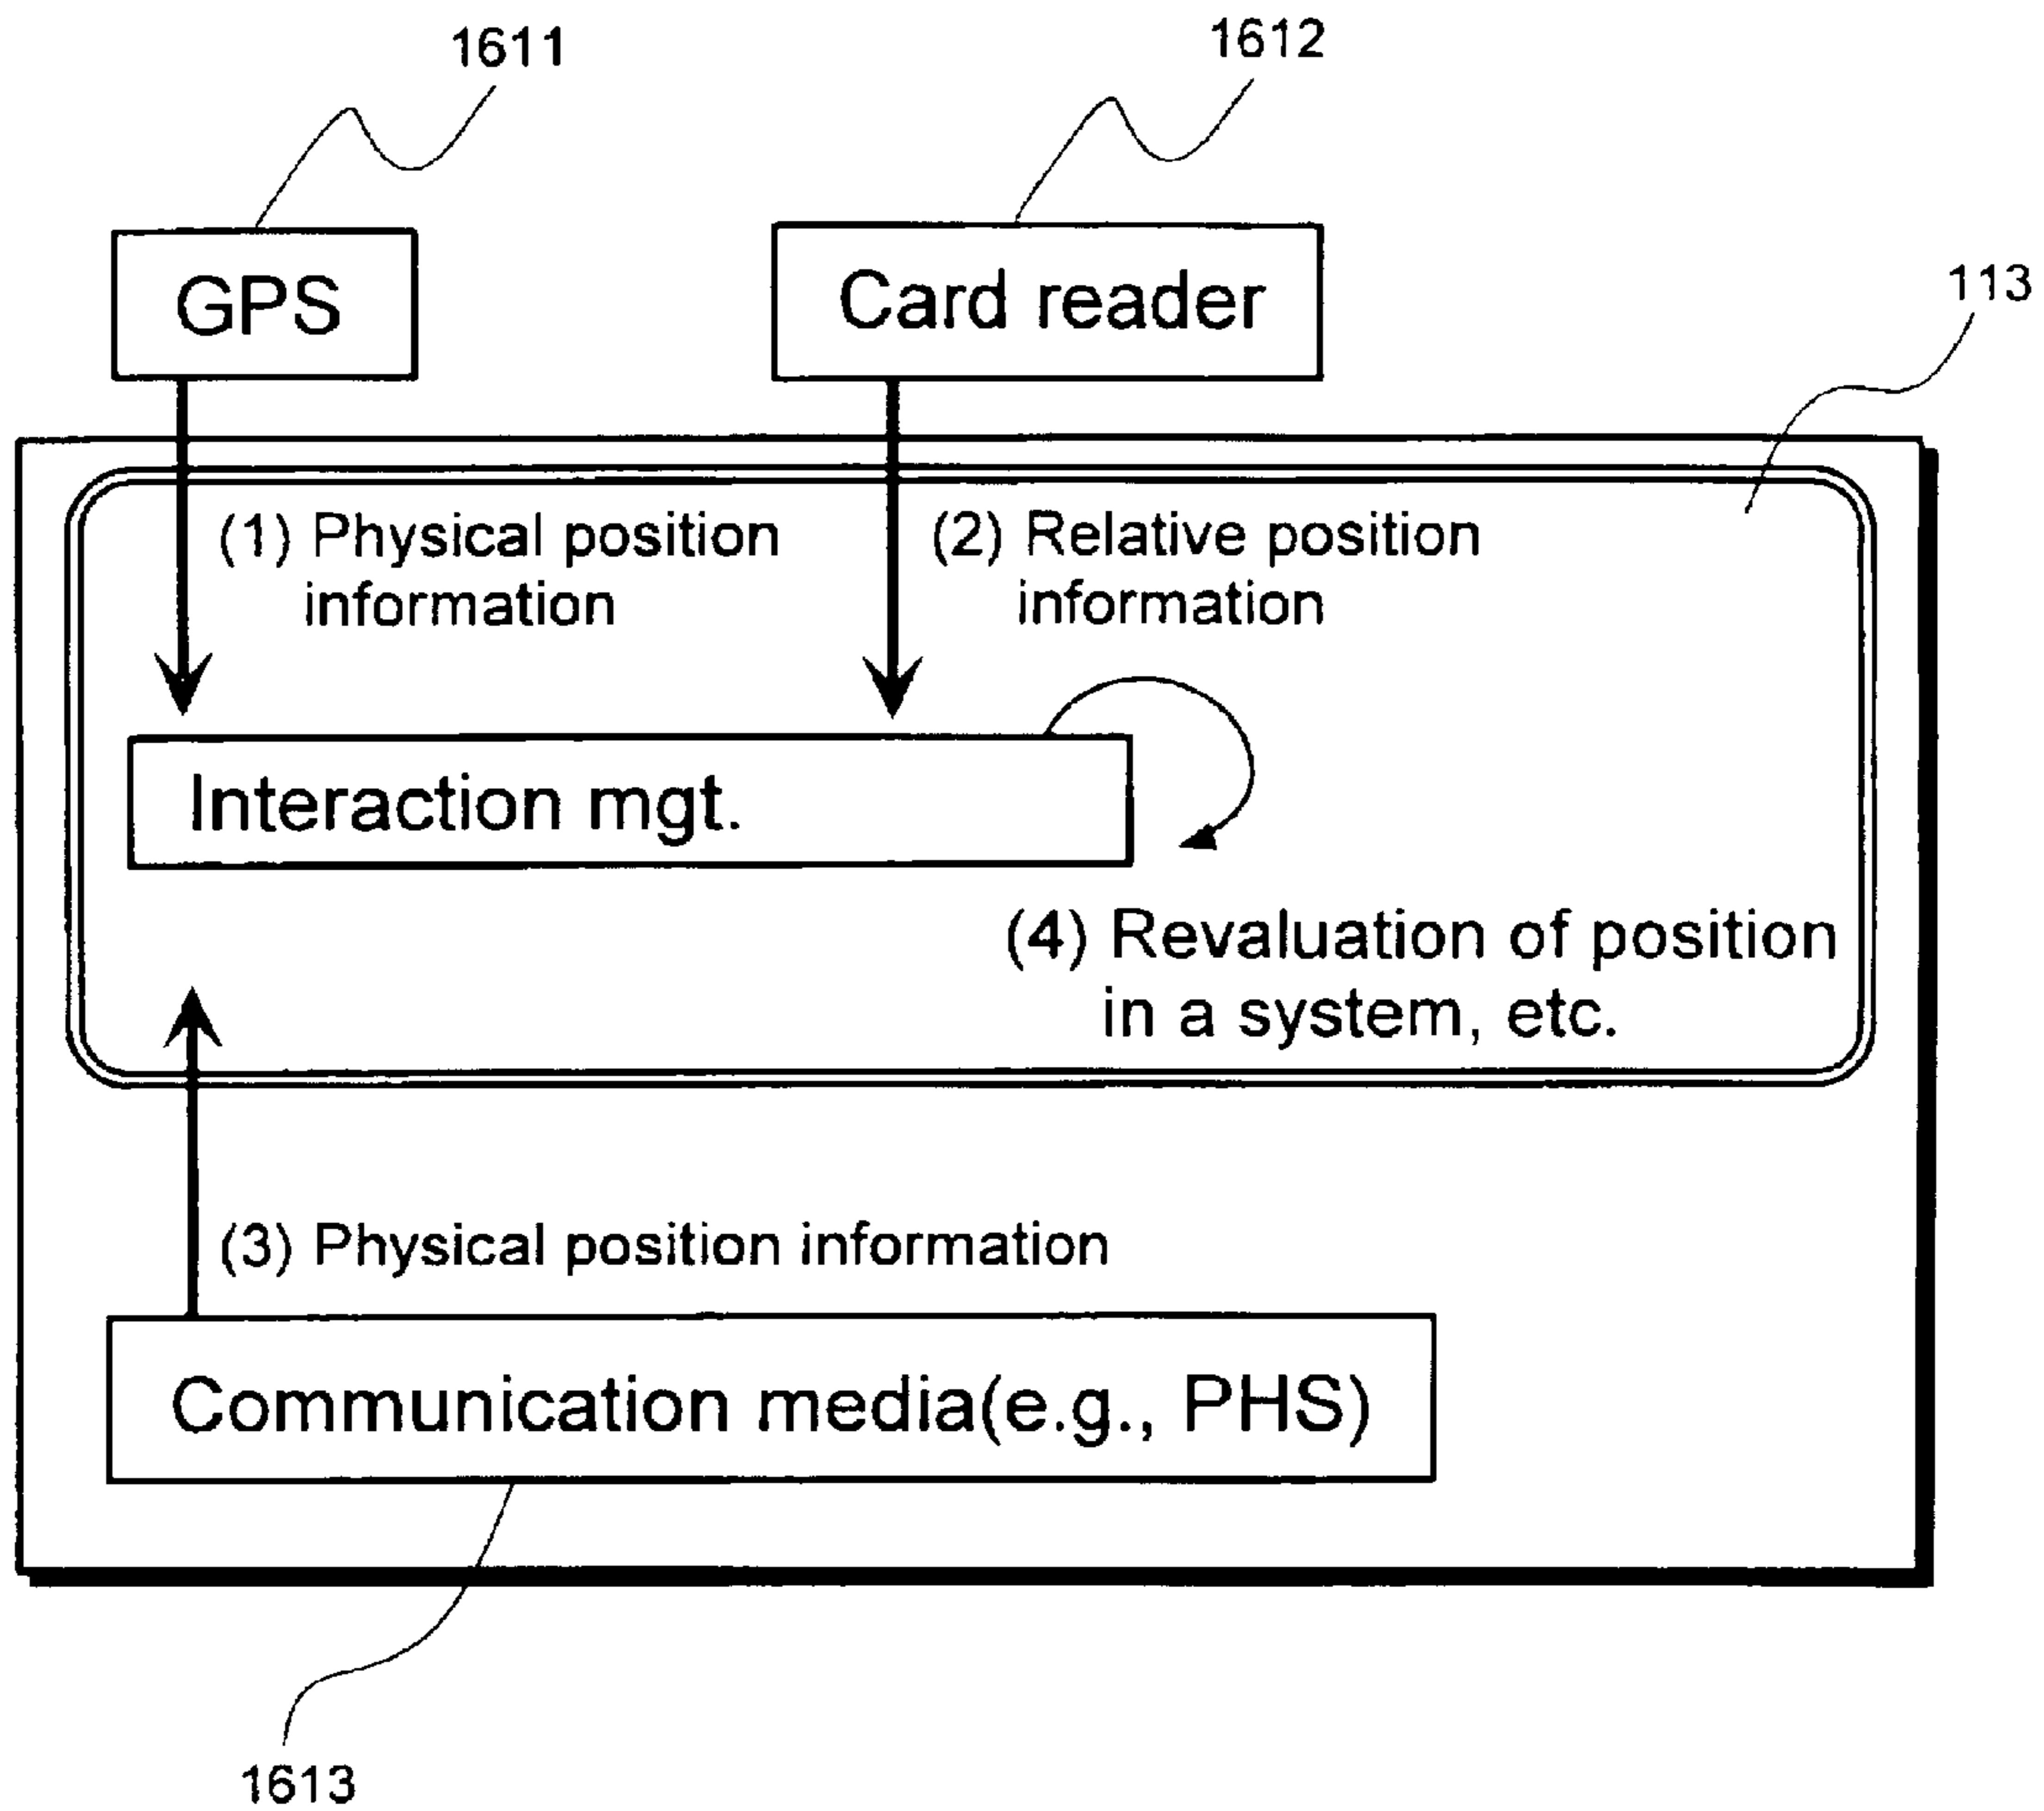 1611
1612
GPS
Card reader
113
(1) Physical position
information
(2) Relative position
information
Interaction mgt.
(4) Revaluation of position
in a system, etc.
(3) Physical position information
Communication media(e.g., PHS)
1613